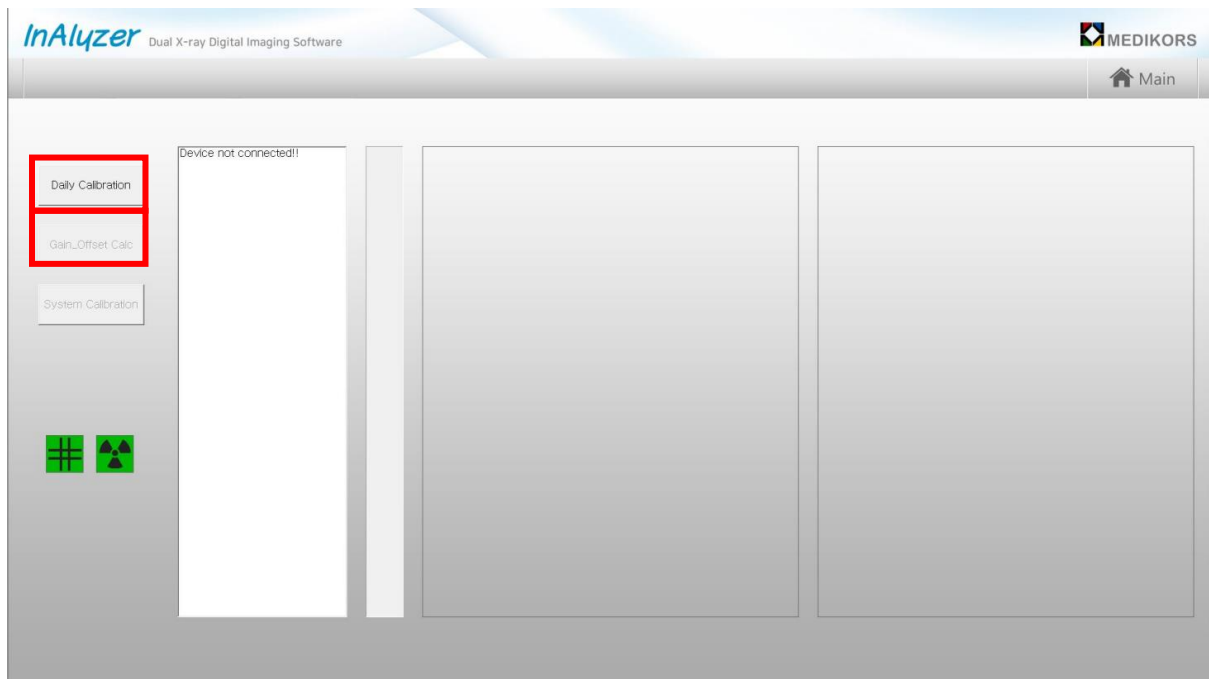 InAlyzer Dual X-ray Digital Imaging Software
MEDIKORS
Main
Device not connected!!
Daily Calibration
Gain_Offset Calc
System Calibration